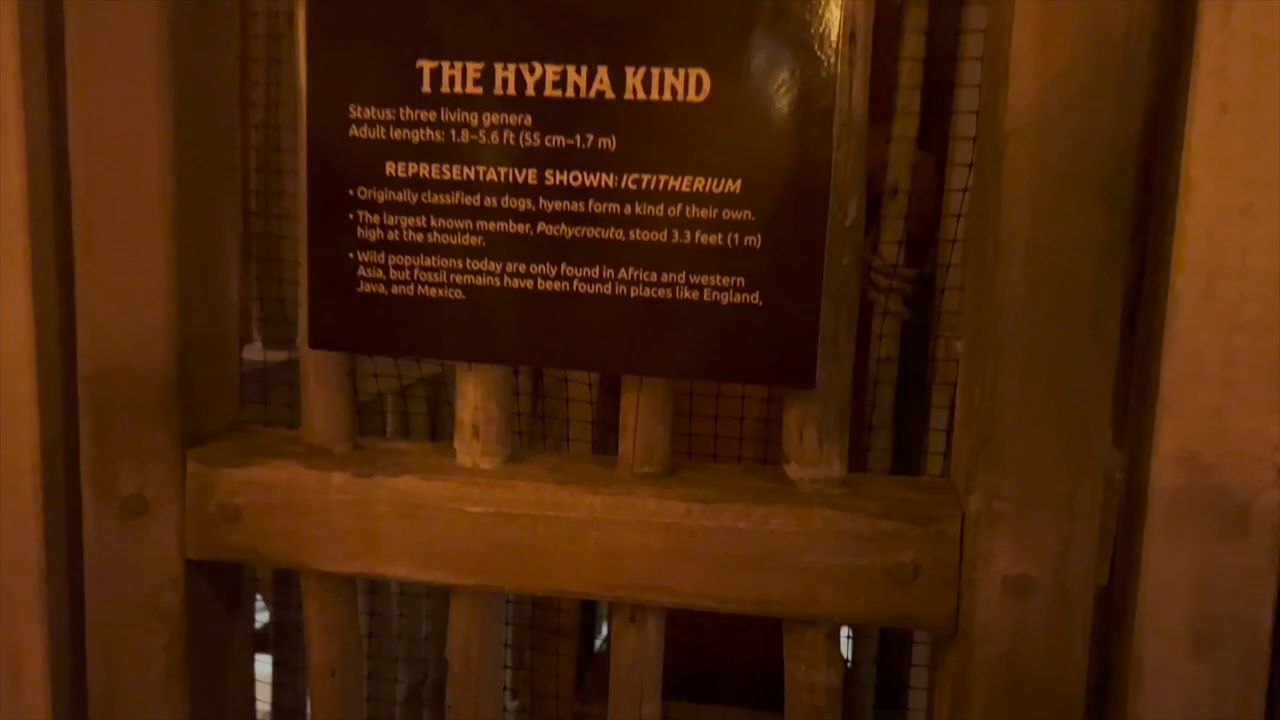 THE HYENA KIND
Status: three living genera
Adult lengths: 1.8–5.6 ft (55 cm–1.7 m)
REPRESENTATIVE SHOWN: ICTITHERIUM
• Originally classified as dogs, hyenas form a kind of their own.
• The largest known member, Pachycrocuta, stood 3.3 feet (1 m)
high at the shoulder.
• Wild populations today are only found in Africa and western
Asia, but fossil remains have been found in places like England,
Java, and Mexico.